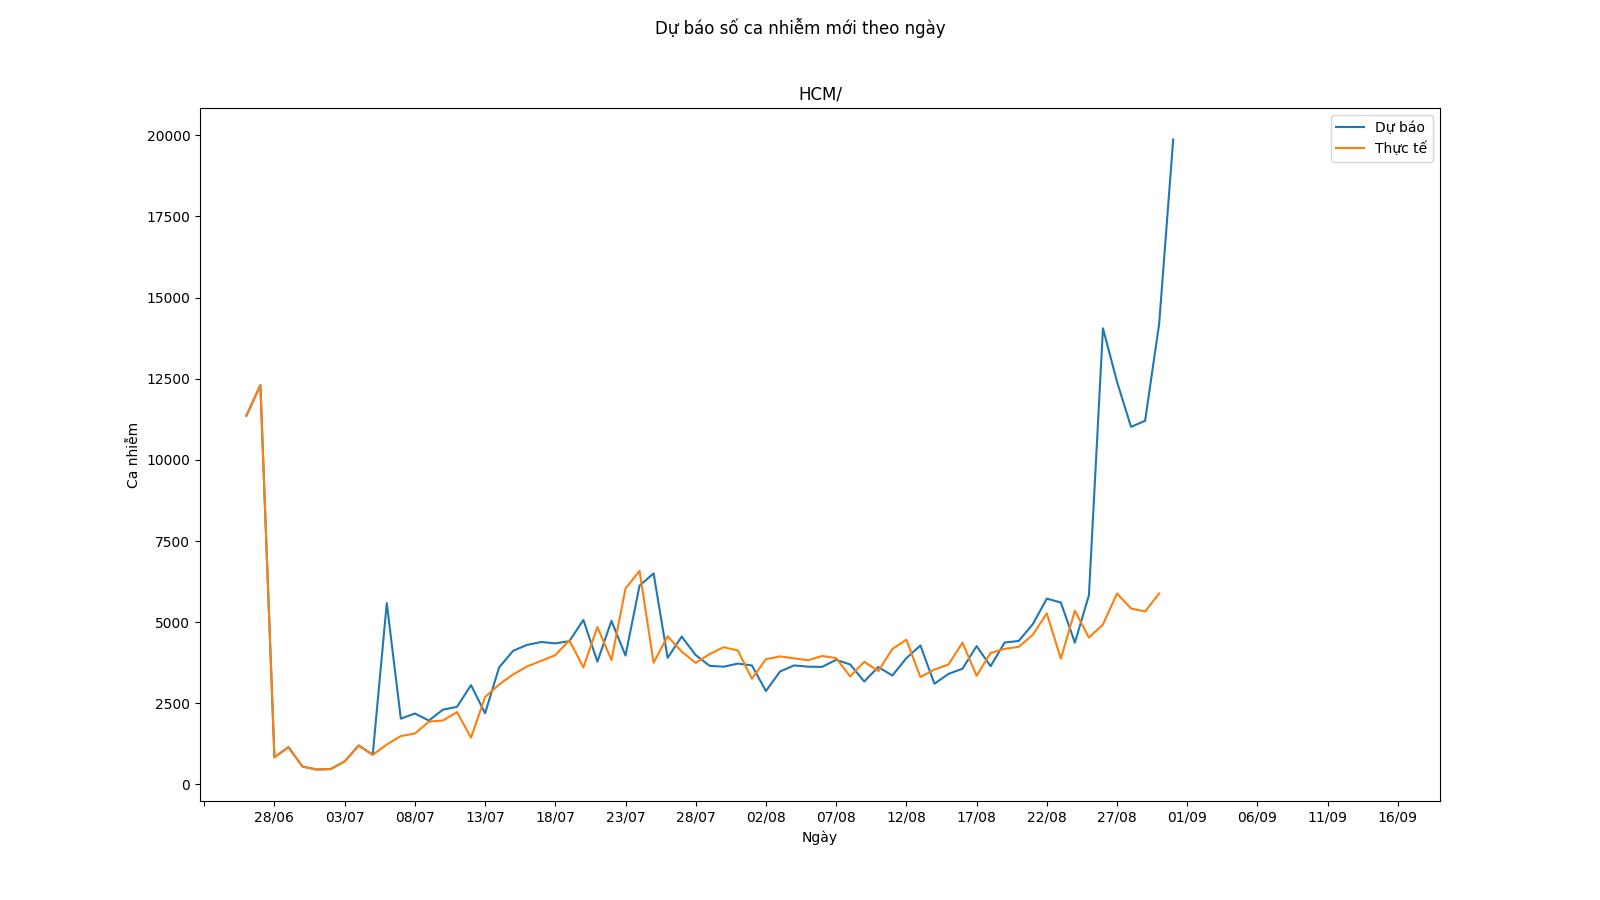 Dự báo số ca nhiễm mới theo ngày
HCM/
Dự báo
Thực tế
20000
17500
15000
12500
10000
7500
5000
2500
0
Ca nhiễm
28/06 03/07 08/07 13/07 18/07 23/07 28/07 02/08 07/08 12/08 17/08 22/08 27/08 01/09 06/09 11/09 16/09
Ngày